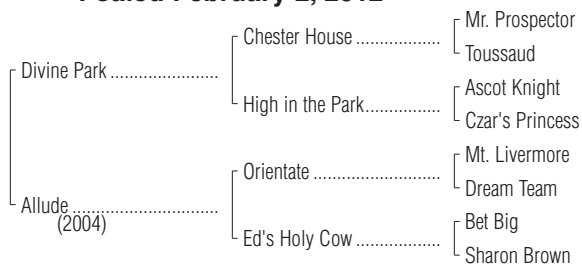 Foaled February 2, 2012
Mr. Prospector
Chester House ..................
Toussaud
Divine Park .......................
Ascot Knight
High in the Park ................
Czar's Princess
Mt. Livermore
Orientate ...........................
Dream Team
Allude ...............................
(2004)
Bet Big
Ed's Holy Cow ..................
Sharon Brown